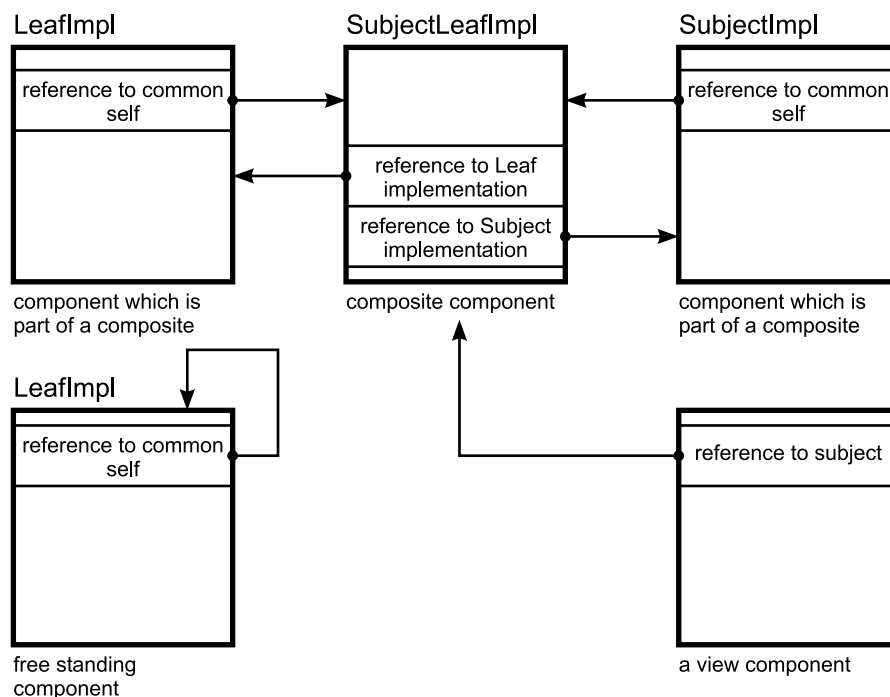 LeafImpl
SubjectLeafImpl
SubjectImpl
reference to common
self
reference to common
self
reference to Leaf
implementation
reference to Subject
implementation
component which is
part of a composite
composite component
component which is
part of a composite
LeafImpl
reference to common
self
reference to subject
free standing
component
a view component